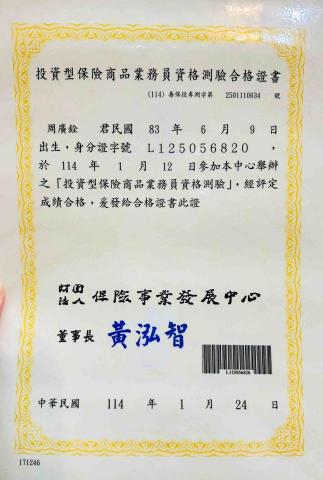 投資型保險商品業務員資格測驗合格證書
(114) 壽保投專測字第 2501110634 號
周廣銓 君民國 83 年 6 月 9 日
出生，身分證字號 L125056820 ，
於 114 年 1 月 12 日參加本中心舉辦
之「投資型保險商品業務員資格測驗」，經評定
成績合格，爰發給合格證書此證
財團法人 保險事業發展中心
董事長 黃泓智
L125056820
中華民國 114 年 1 月 24 日
171246